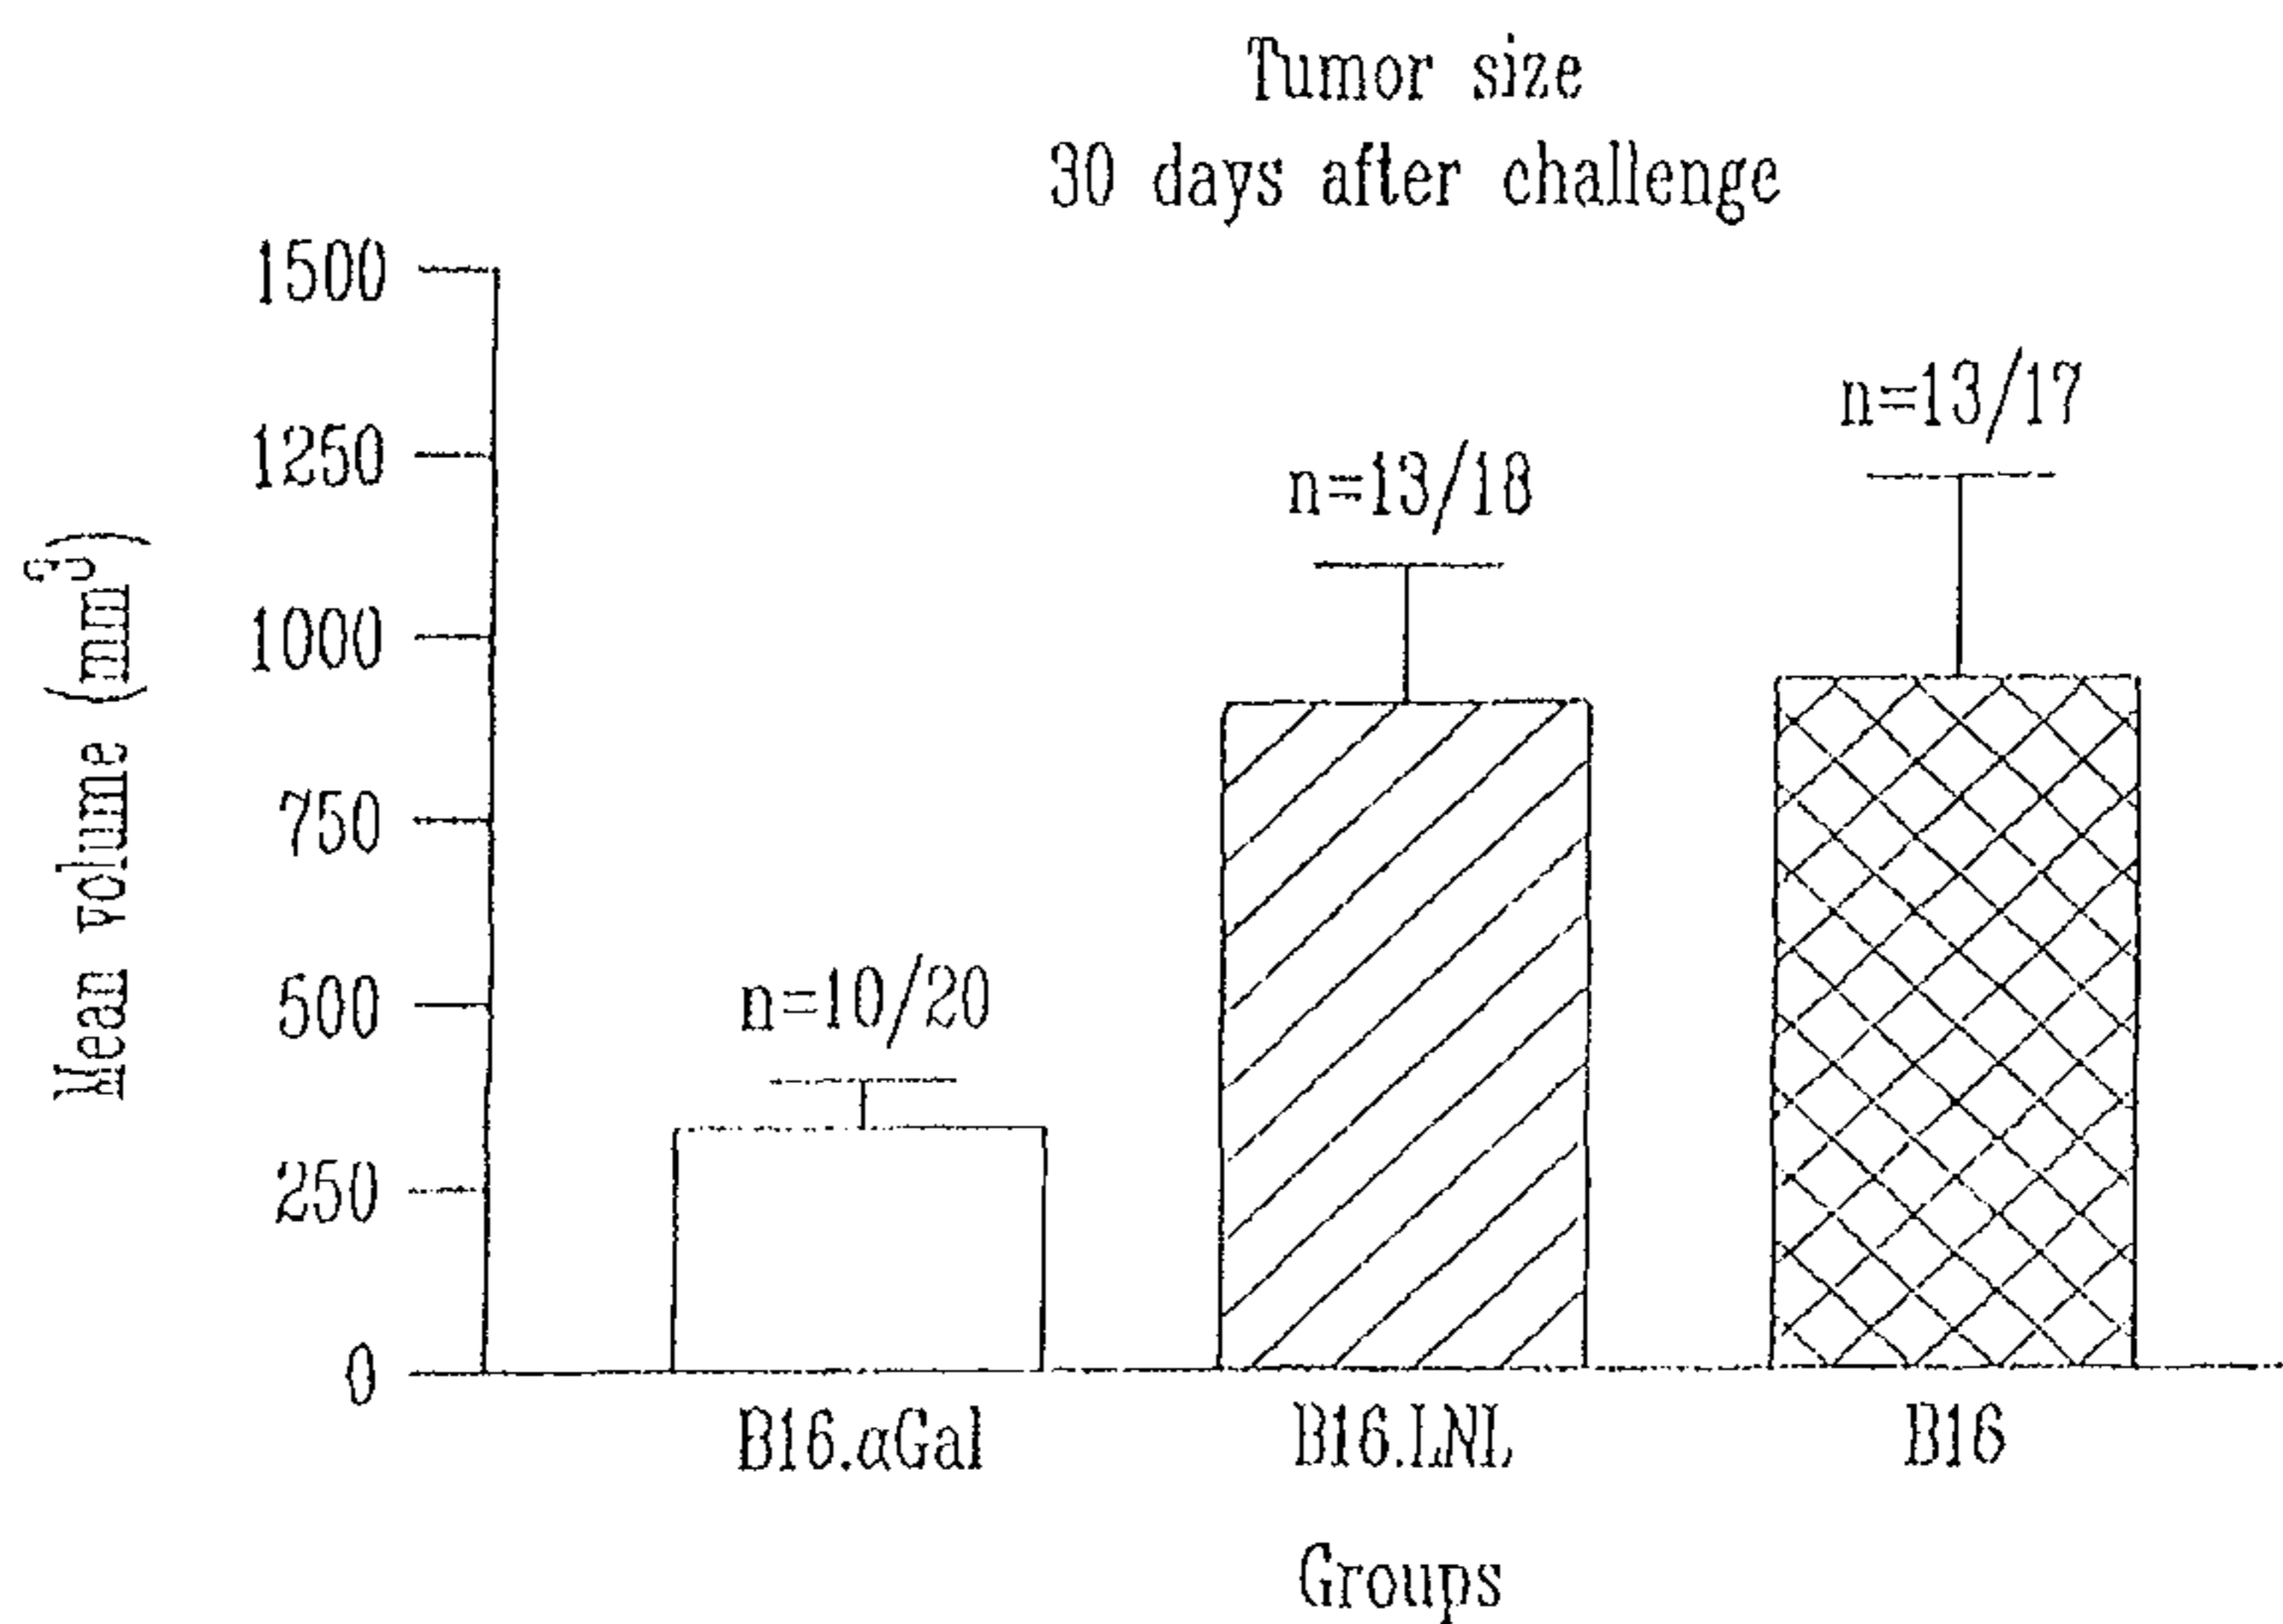 Tumor size
30 days after challenge
Mean volume (mm³)
1500
1250
1000
750
500
250
0
n=10/20
n=13/18
n=13/17
B16.αGal
B16.LNL
B16
Groups